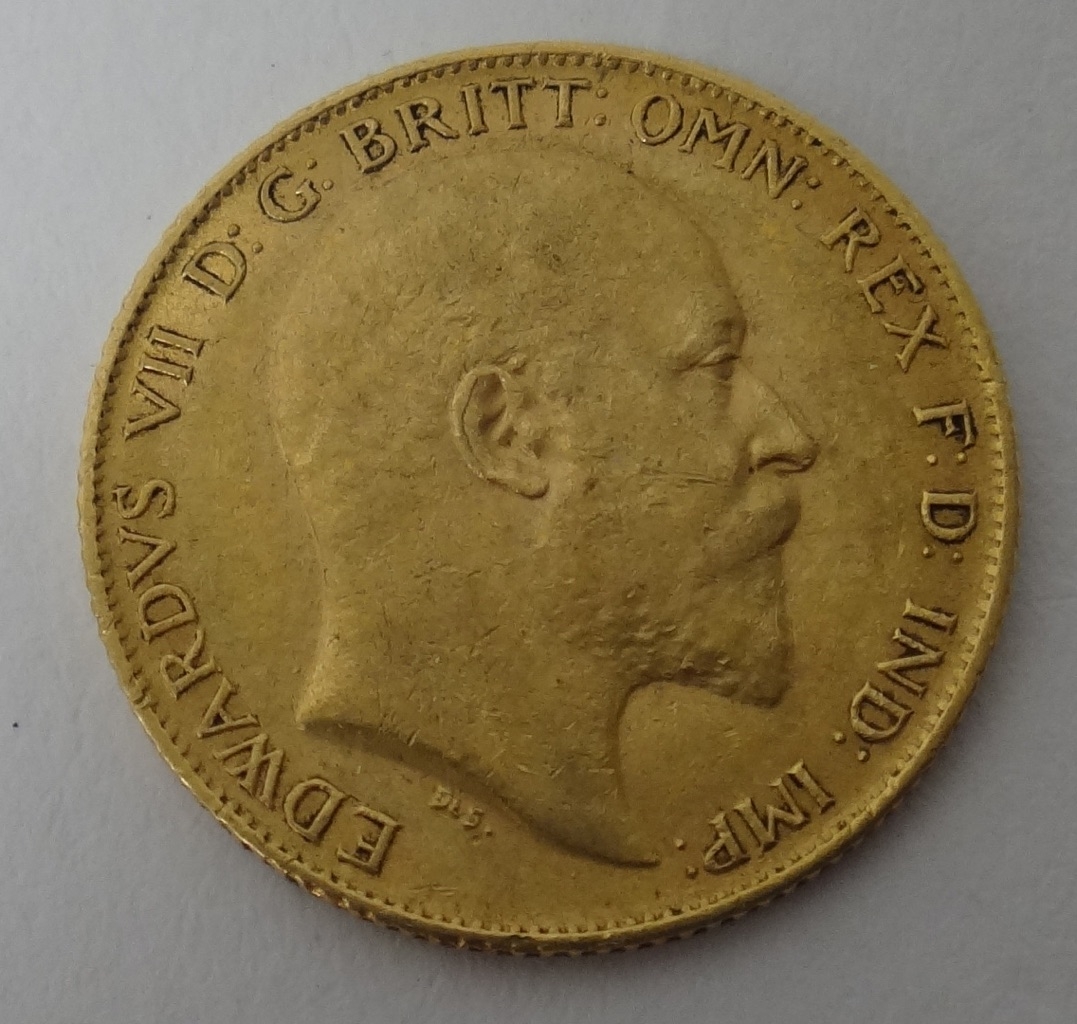 EDWARDVS VII D: G: BRITT: OMN: REX F: D: IND: IMP:
DES·